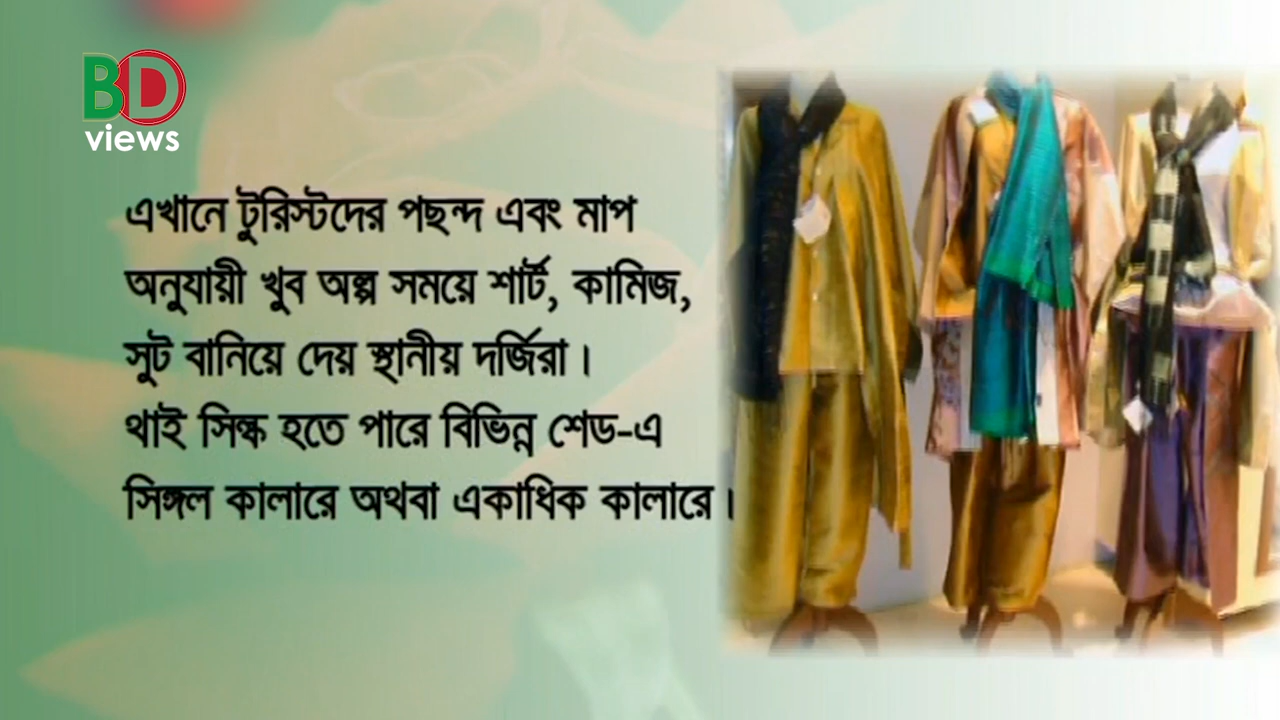 BD
views
এখানে টুরিস্টদের পছন্দ এবং মাপ
অনুযায়ী খুব অল্প সময়ে শার্ট, কামিজ,
সুট বানিয়ে দেয় স্থানীয় দর্জিরা।
থাই সিল্ক হতে পারে বিভিন্ন শেড-এ
সিঙ্গল কালারে অথবা একাধিক কালারে।